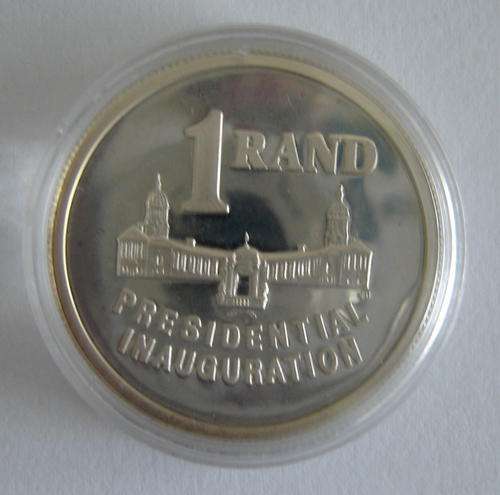 1 RAND
PRESIDENTIAL
INAUGURATION